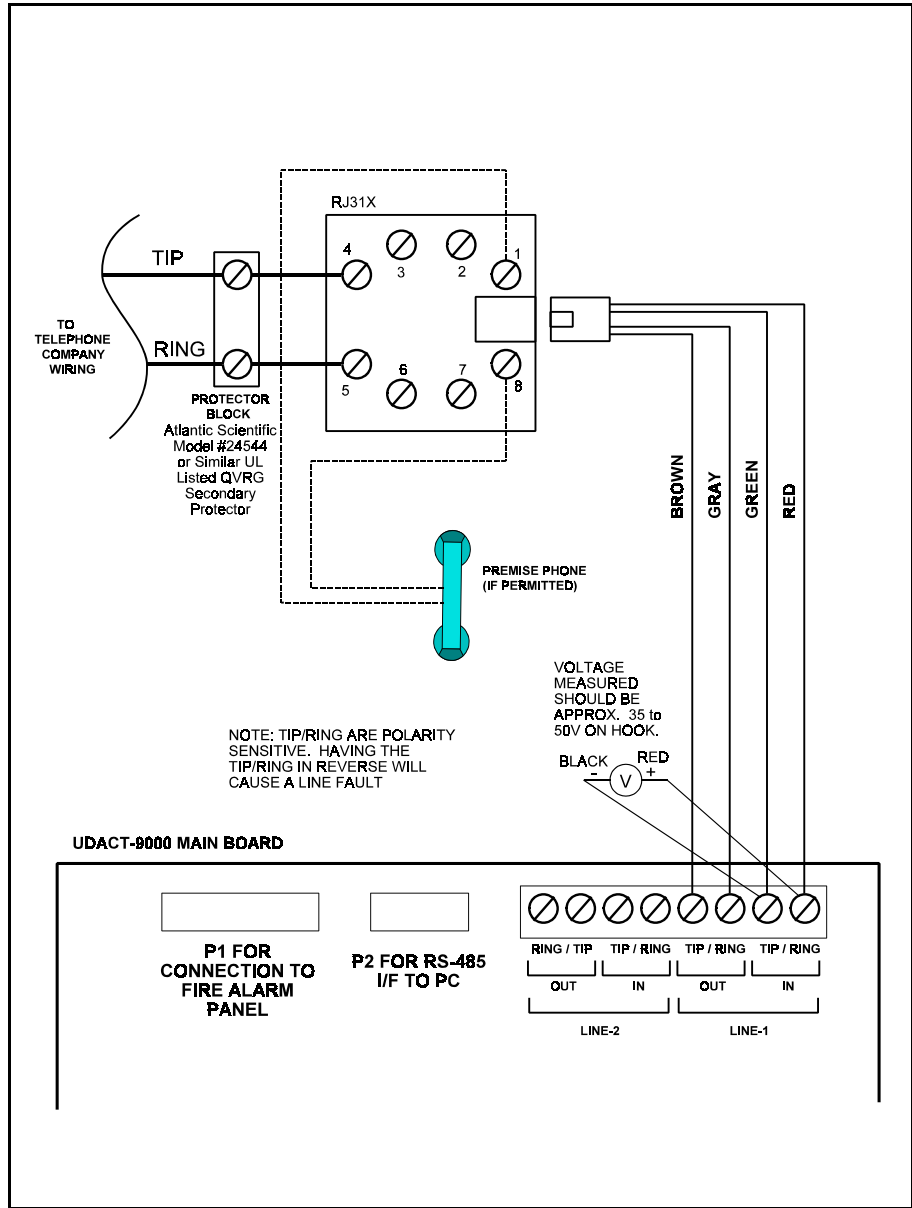 RJ31X
4
3
2
1
TIP
TO
TELEPHONE
COMPANY
WIRING
RING
5
6
7
8
PROTECTOR
BLOCK
Atlantic Scientific
Model #24544
or Similar UL
Listed QVRG
Secondary
Protector
BROWN
GRAY
GREEN
RED
PREMISE PHONE
(IF PERMITTED)
VOLTAGE
MEASURED
SHOULD BE
APPROX. 35 to
50V ON HOOK.
NOTE: TIP/RING ARE POLARITY
SENSITIVE. HAVING THE
TIP/RING IN REVERSE WILL
CAUSE A LINE FAULT
BLACK
-
V
RED
+
UDACT-9000 MAIN BOARD
P1 FOR
CONNECTION TO
FIRE ALARM
PANEL
P2 FOR RS-485
I/F TO PC
RING / TIP
TIP / RING
TIP / RING
TIP / RING
OUT
IN
OUT
IN
LINE-2
LINE-1